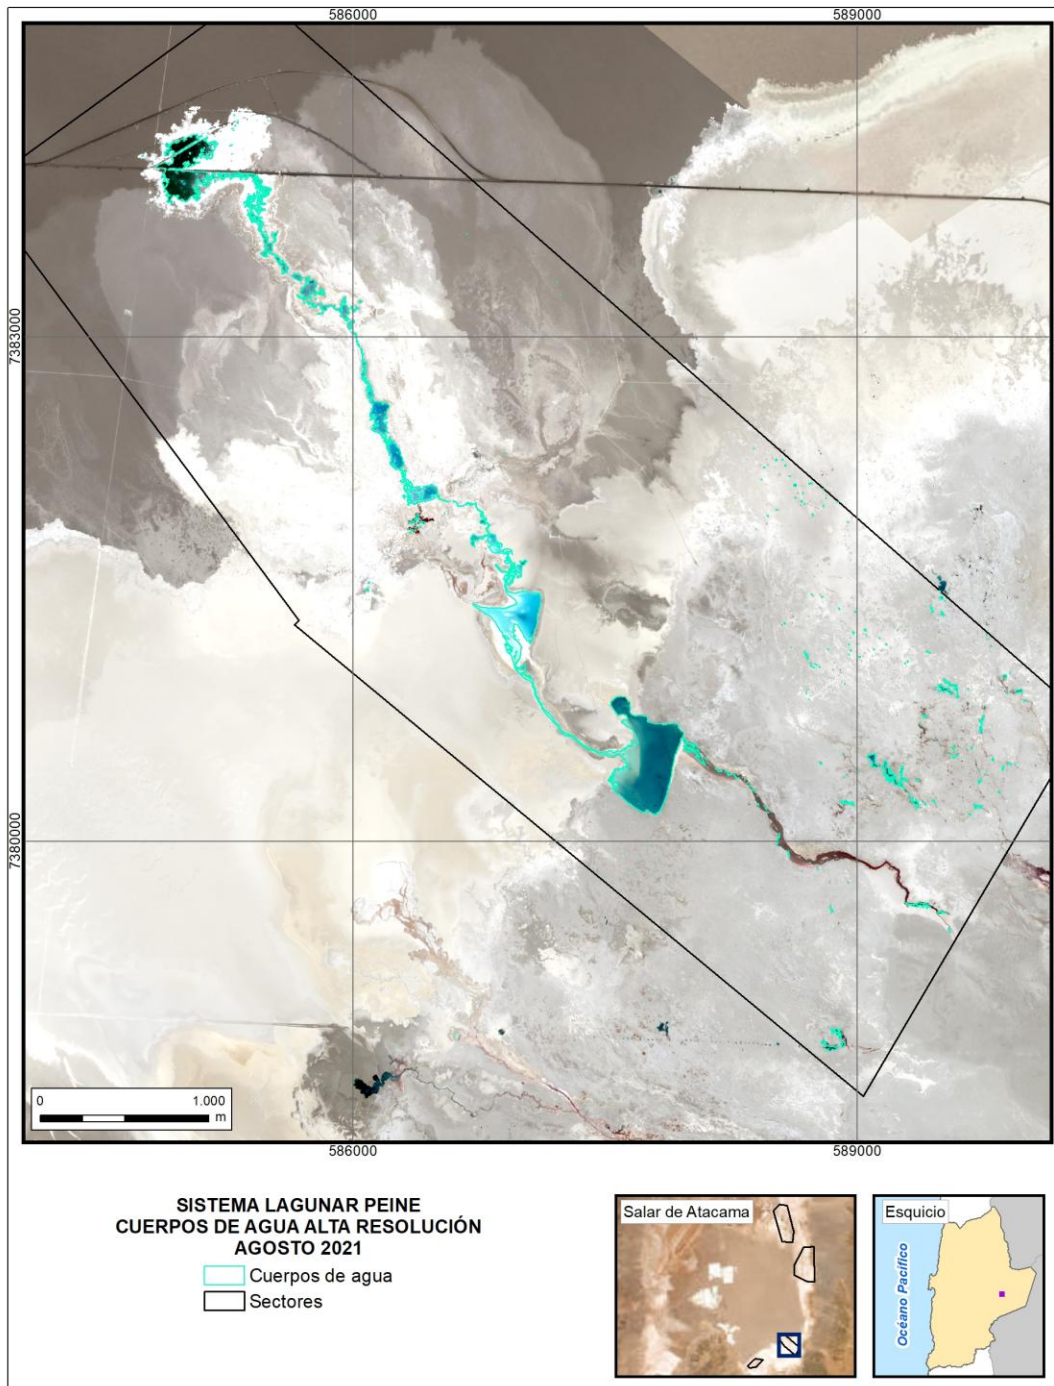 586000
589000
7383000
7380000
0
1.000
m
586000
589000
SISTEMA LAGUNAR PEINE
CUERPOS DE AGUA ALTA RESOLUCIÓN
AGOSTO 2021
Cuerpos de agua
Sectores
Salar de Atacama
Esquicio
Océano Pacífico